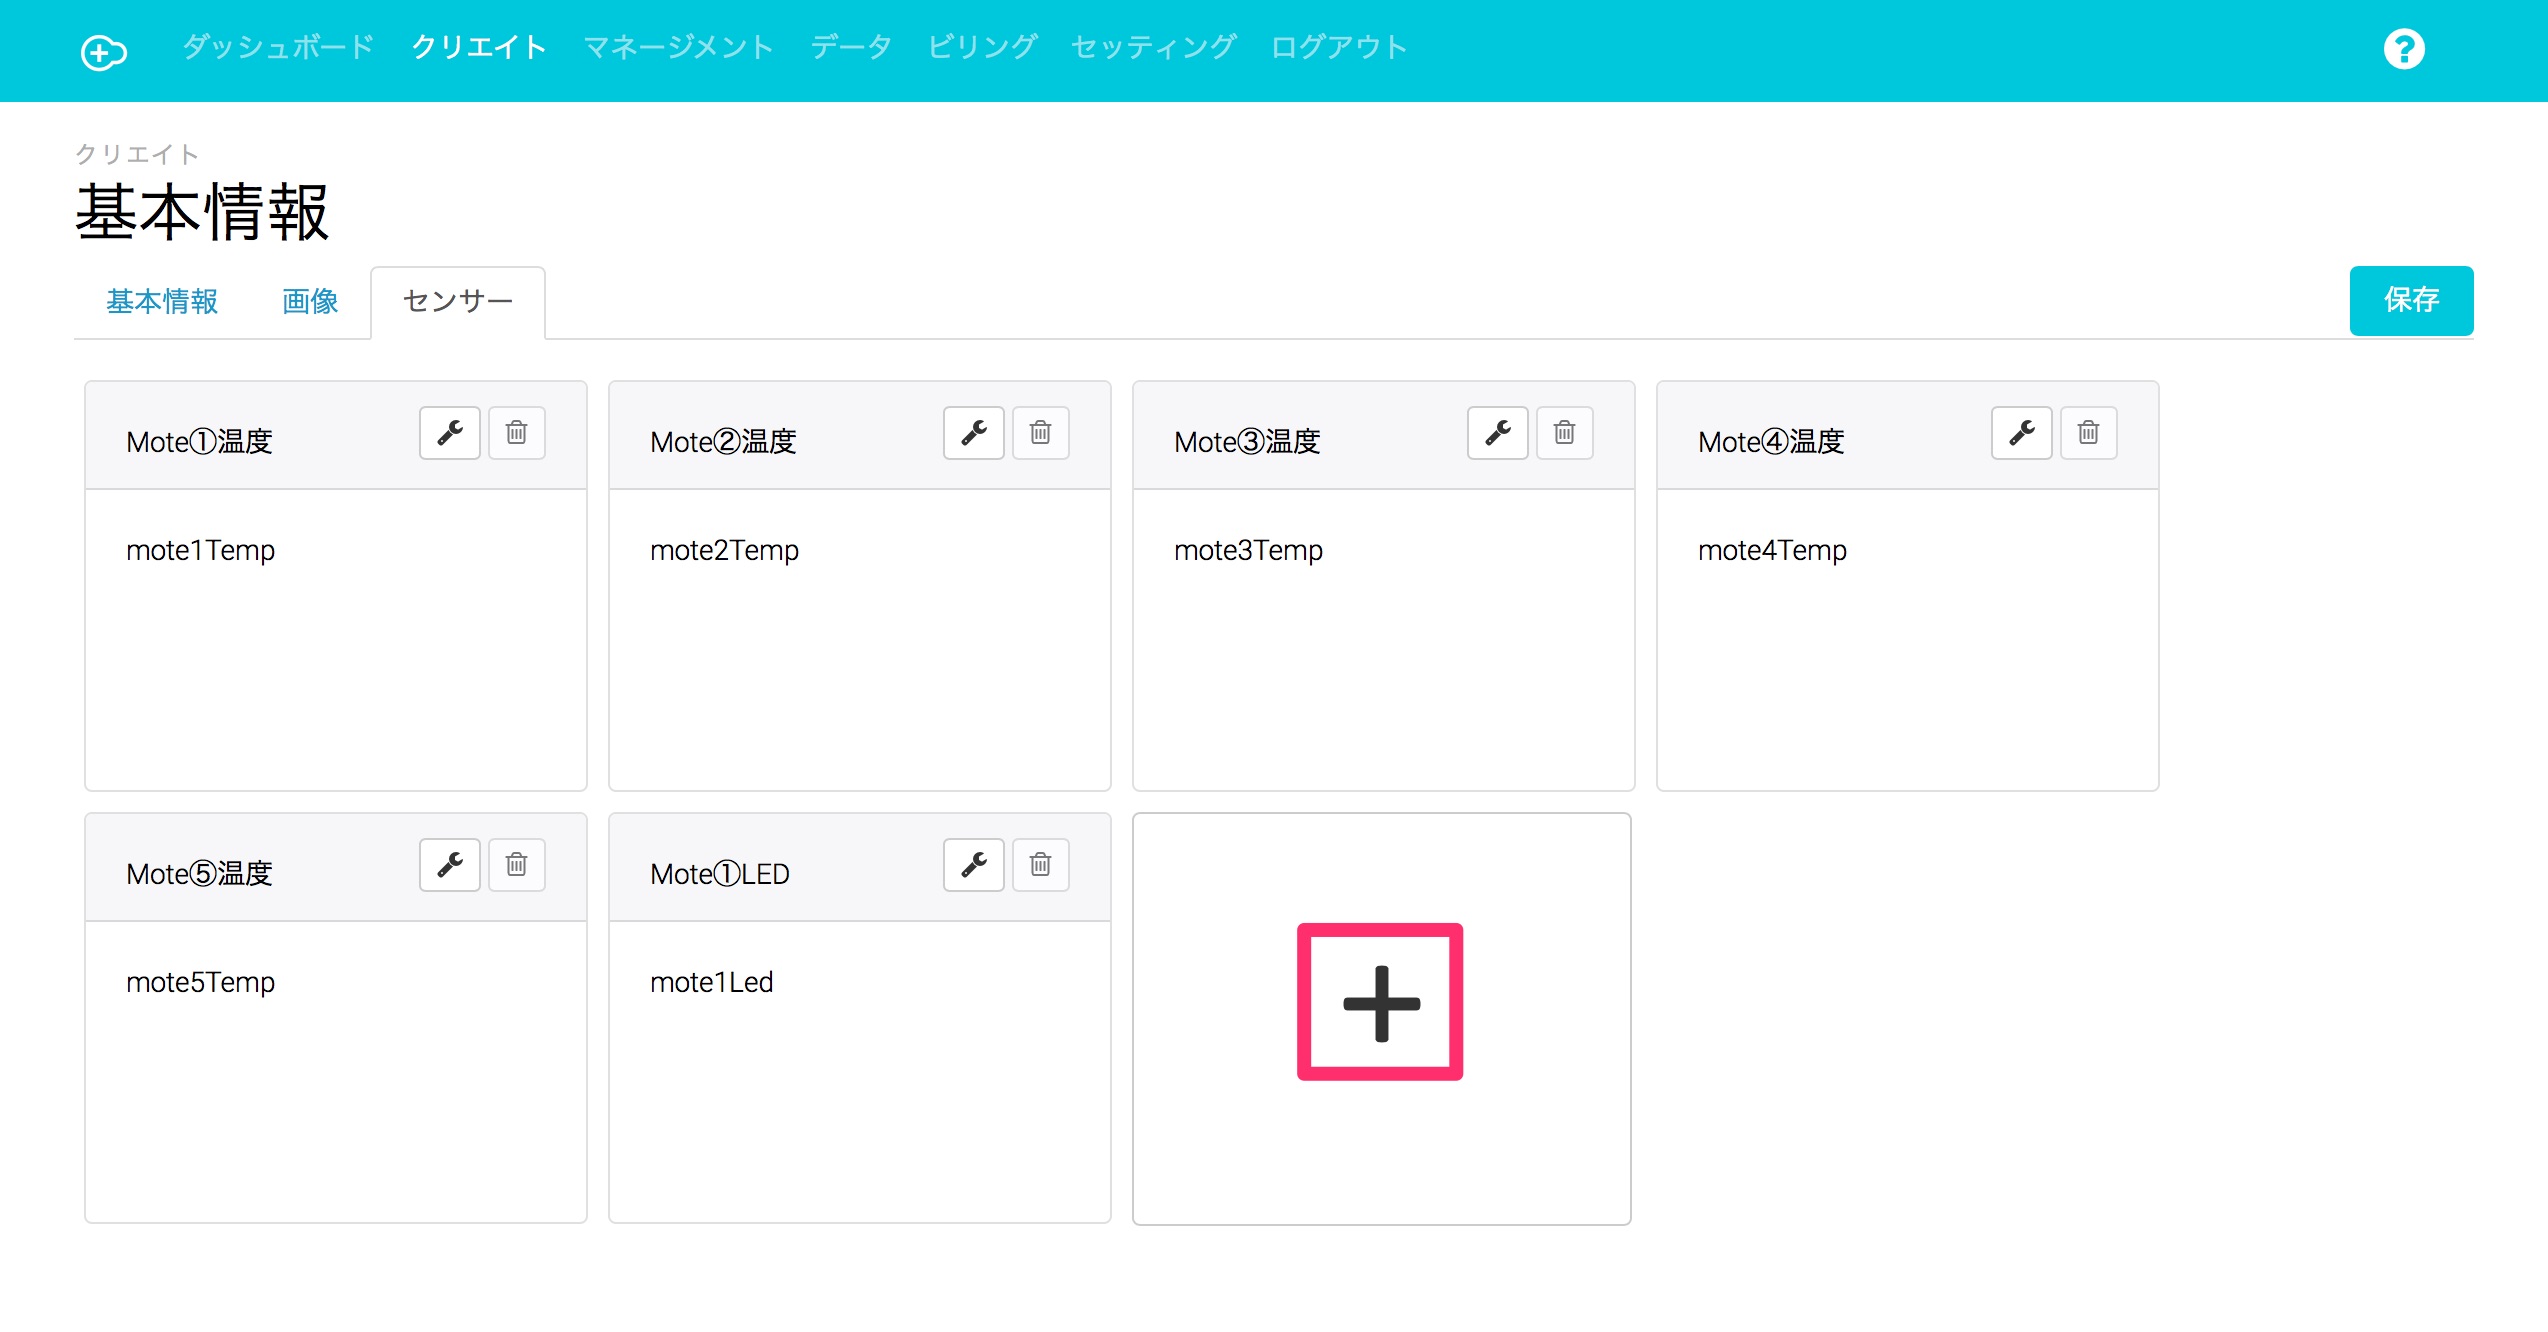 ダッシュボード クリエイト マネージメント データ ビリング セッティング ログアウト
クリエイト
基本情報
基本情報 画像 センサー 保存
Mote①温度 Mote②温度 Mote③温度 Mote④温度
mote1Temp mote2Temp mote3Temp mote4Temp
Mote⑤温度 Mote①LED
mote5Temp mote1Led